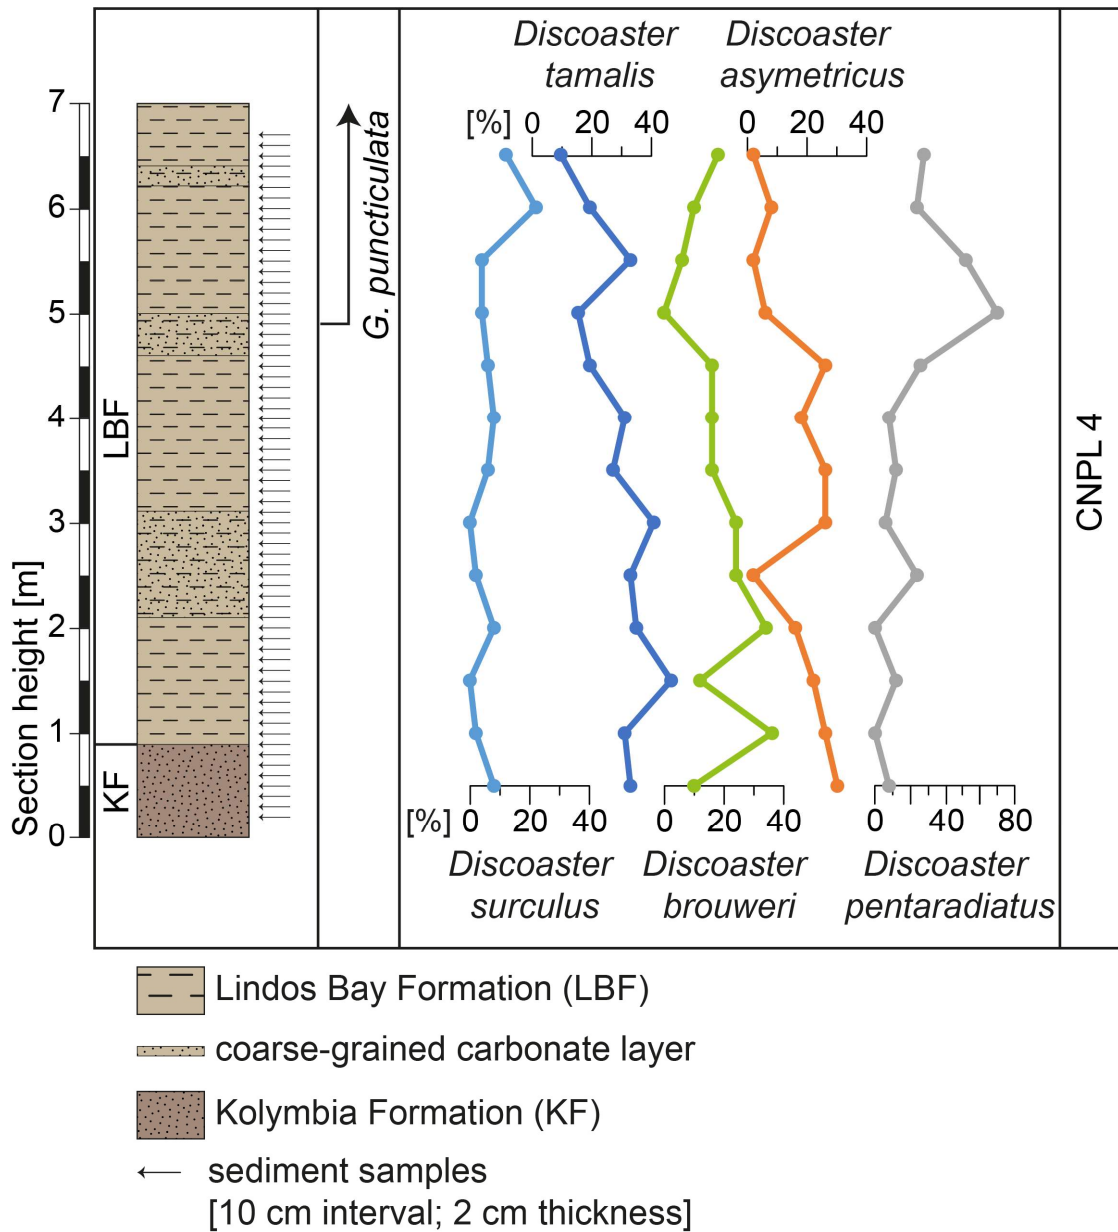 Discoaster
tamalis
Discoaster
asymetricus
[%] 0 20 40
0 20 40
7
6
5
4
3
2
1
0
Section height [m]
LBF
KF
G. puncticulata
CNPL 4
[%] 0 20 40
0 20 40
0 40 80
Discoaster
surculus
Discoaster
brouweri
Discoaster
pentaradiatus
Lindos Bay Formation (LBF)
coarse-grained carbonate layer
Kolymbia Formation (KF)
sediment samples
[10 cm interval; 2 cm thickness]